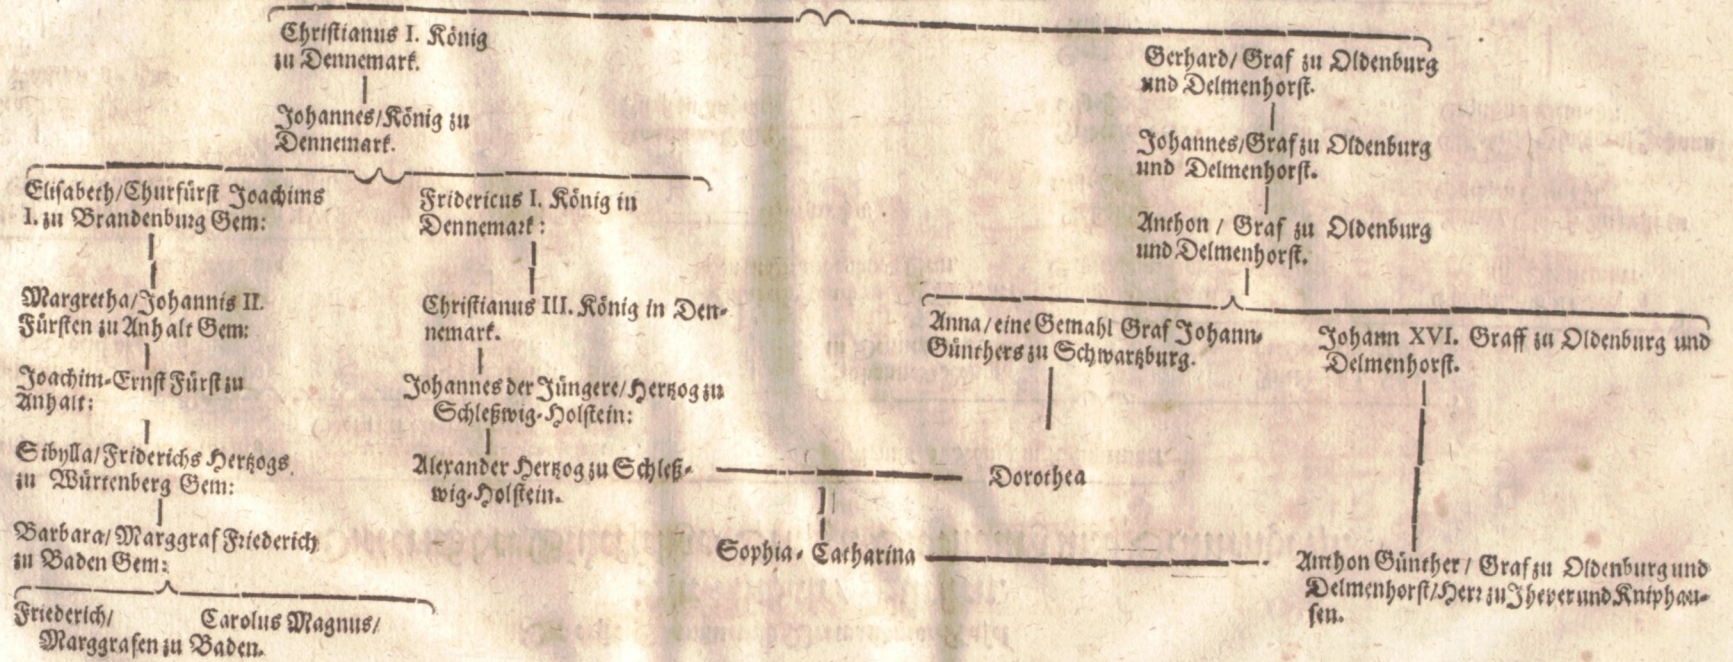 Christianus I. König
zu Dennemark.
Johannes/König zu
Dennemark.
Elisabeth/Churfürst Joachims
I. zu Brandenburg Gem:
Margretha/Johannis II.
Fürsten zu Anhalt Gem:
Joachim-Ernst Fürst zu
Anhalt:
Sibylla/Friderichs Hertzogs
zu Würtenberg Gem:
Barbara/Marggraf Friederich
zu Baden Gem:
Friederich/ Carolus Magnus/
Marggrafen zu Baden.
Fridericus I. König in
Dennemark:
Christianus III. König in Den-
nemark.
Johannes der Jüngere/Hertzog zu
Schleßwig-Holstein:
Alexander Hertzog zu Schleß-
wig-Holstein.
Gerhard/Graf zu Oldenburg
und Delmenhorst.
Johannes/Graf zu Oldenburg
und Delmenhorst.
Anthon/Graf zu Oldenburg
und Delmenhorst.
Anna/eine Gemahl Graf Johann-
Günthers zu Schwartzburg.
Dorothea
Sophia-Catharina
Johann XVI. Graff zu Oldenburg und
Delmenhorst.
Anthon Günther/Graf zu Oldenburg und
Delmenhorst/Herr zu Jhever und Kniphau-
sen.